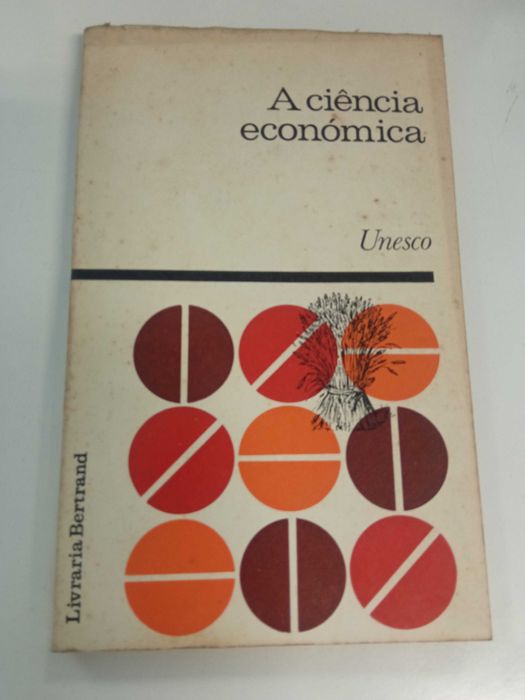 A ciência
económica
Unesco
Livraria Bertrand